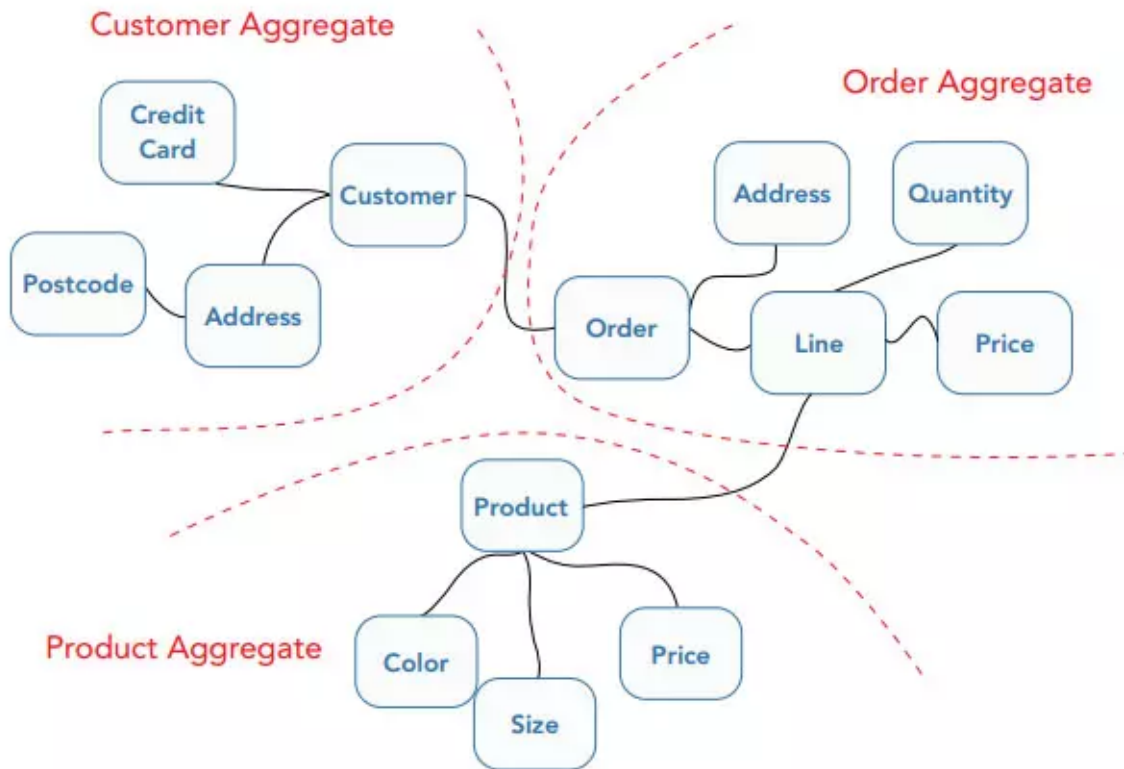 Customer Aggregate
Order Aggregate
Credit
Card
Customer
Address
Quantity
Postcode
Address
Order
Line
Price
Product
Product Aggregate
Color
Size
Price